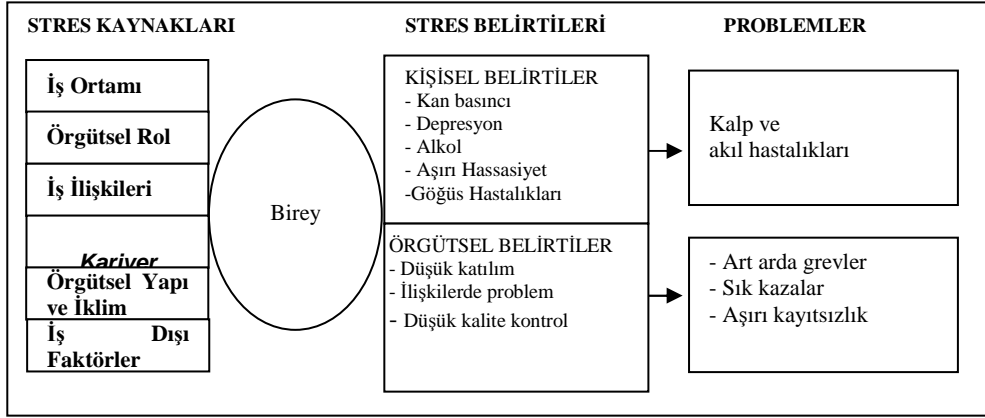 STRES KAYNAKLARI
İş Ortamı
Örgütsel Rol
İş İlişkileri
Kariyer
Örgütsel Yapı
ve İklim
İş Dışı
Faktörler
Birey
STRES BELİRTİLERİ
KİŞİSEL BELİRTİLER
- Kan basıncı
- Depresyon
- Alkol
- Aşırı Hassasiyet
-Göğüs Hastalıkları
ÖRGÜTSEL BELİRTİLER
- Düşük katılım
- İlişkilerde problem
- Düşük kalite kontrol
PROBLEMLER
Kalp ve
akıl hastalıkları
- Art arda grevler
- Sık kazalar
- Aşırı kayıtsızlık